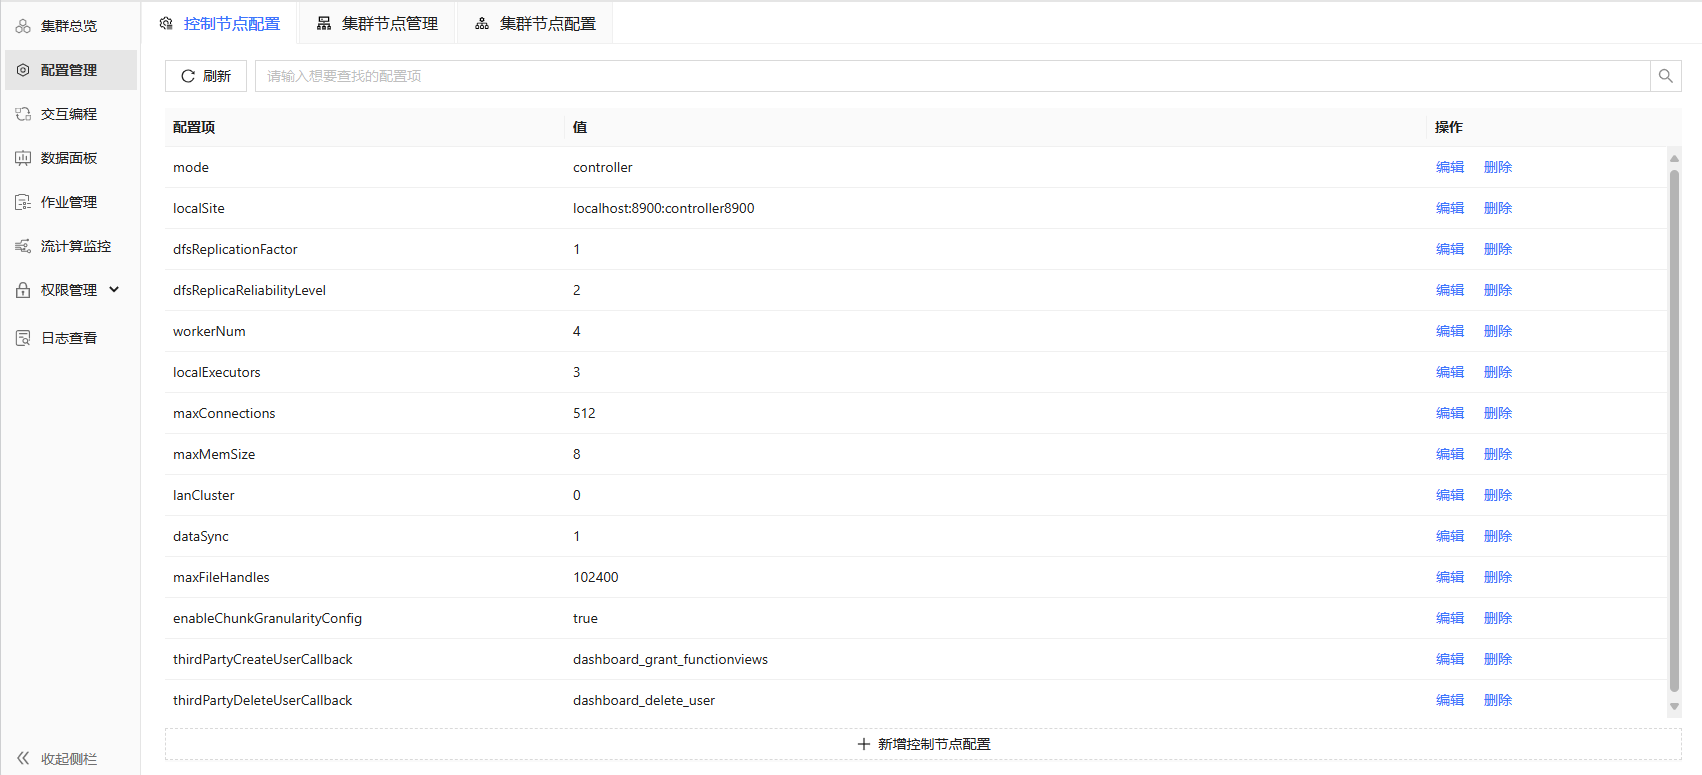 集群总览
配置管理
交互编程
数据面板
作业管理
流计算监控
权限管理
日志查看
收起侧栏
控制节点配置 集群节点管理 集群节点配置
刷新 请输入想要查找的配置项
配置项 值 操作
mode controller 编辑 删除
localSite localhost:8900:controller8900 编辑 删除
dfsReplicationFactor 1 编辑 删除
dfsReplicaReliabilityLevel 2 编辑 删除
workerNum 4 编辑 删除
localExecutors 3 编辑 删除
maxConnections 512 编辑 删除
maxMemSize 8 编辑 删除
lanCluster 0 编辑 删除
dataSync 1 编辑 删除
maxFileHandles 102400 编辑 删除
enableChunkGranularityConfig true 编辑 删除
thirdPartyCreateUserCallback dashboard_grant_functionviews 编辑 删除
thirdPartyDeleteUserCallback dashboard_delete_user 编辑 删除
新增控制节点配置